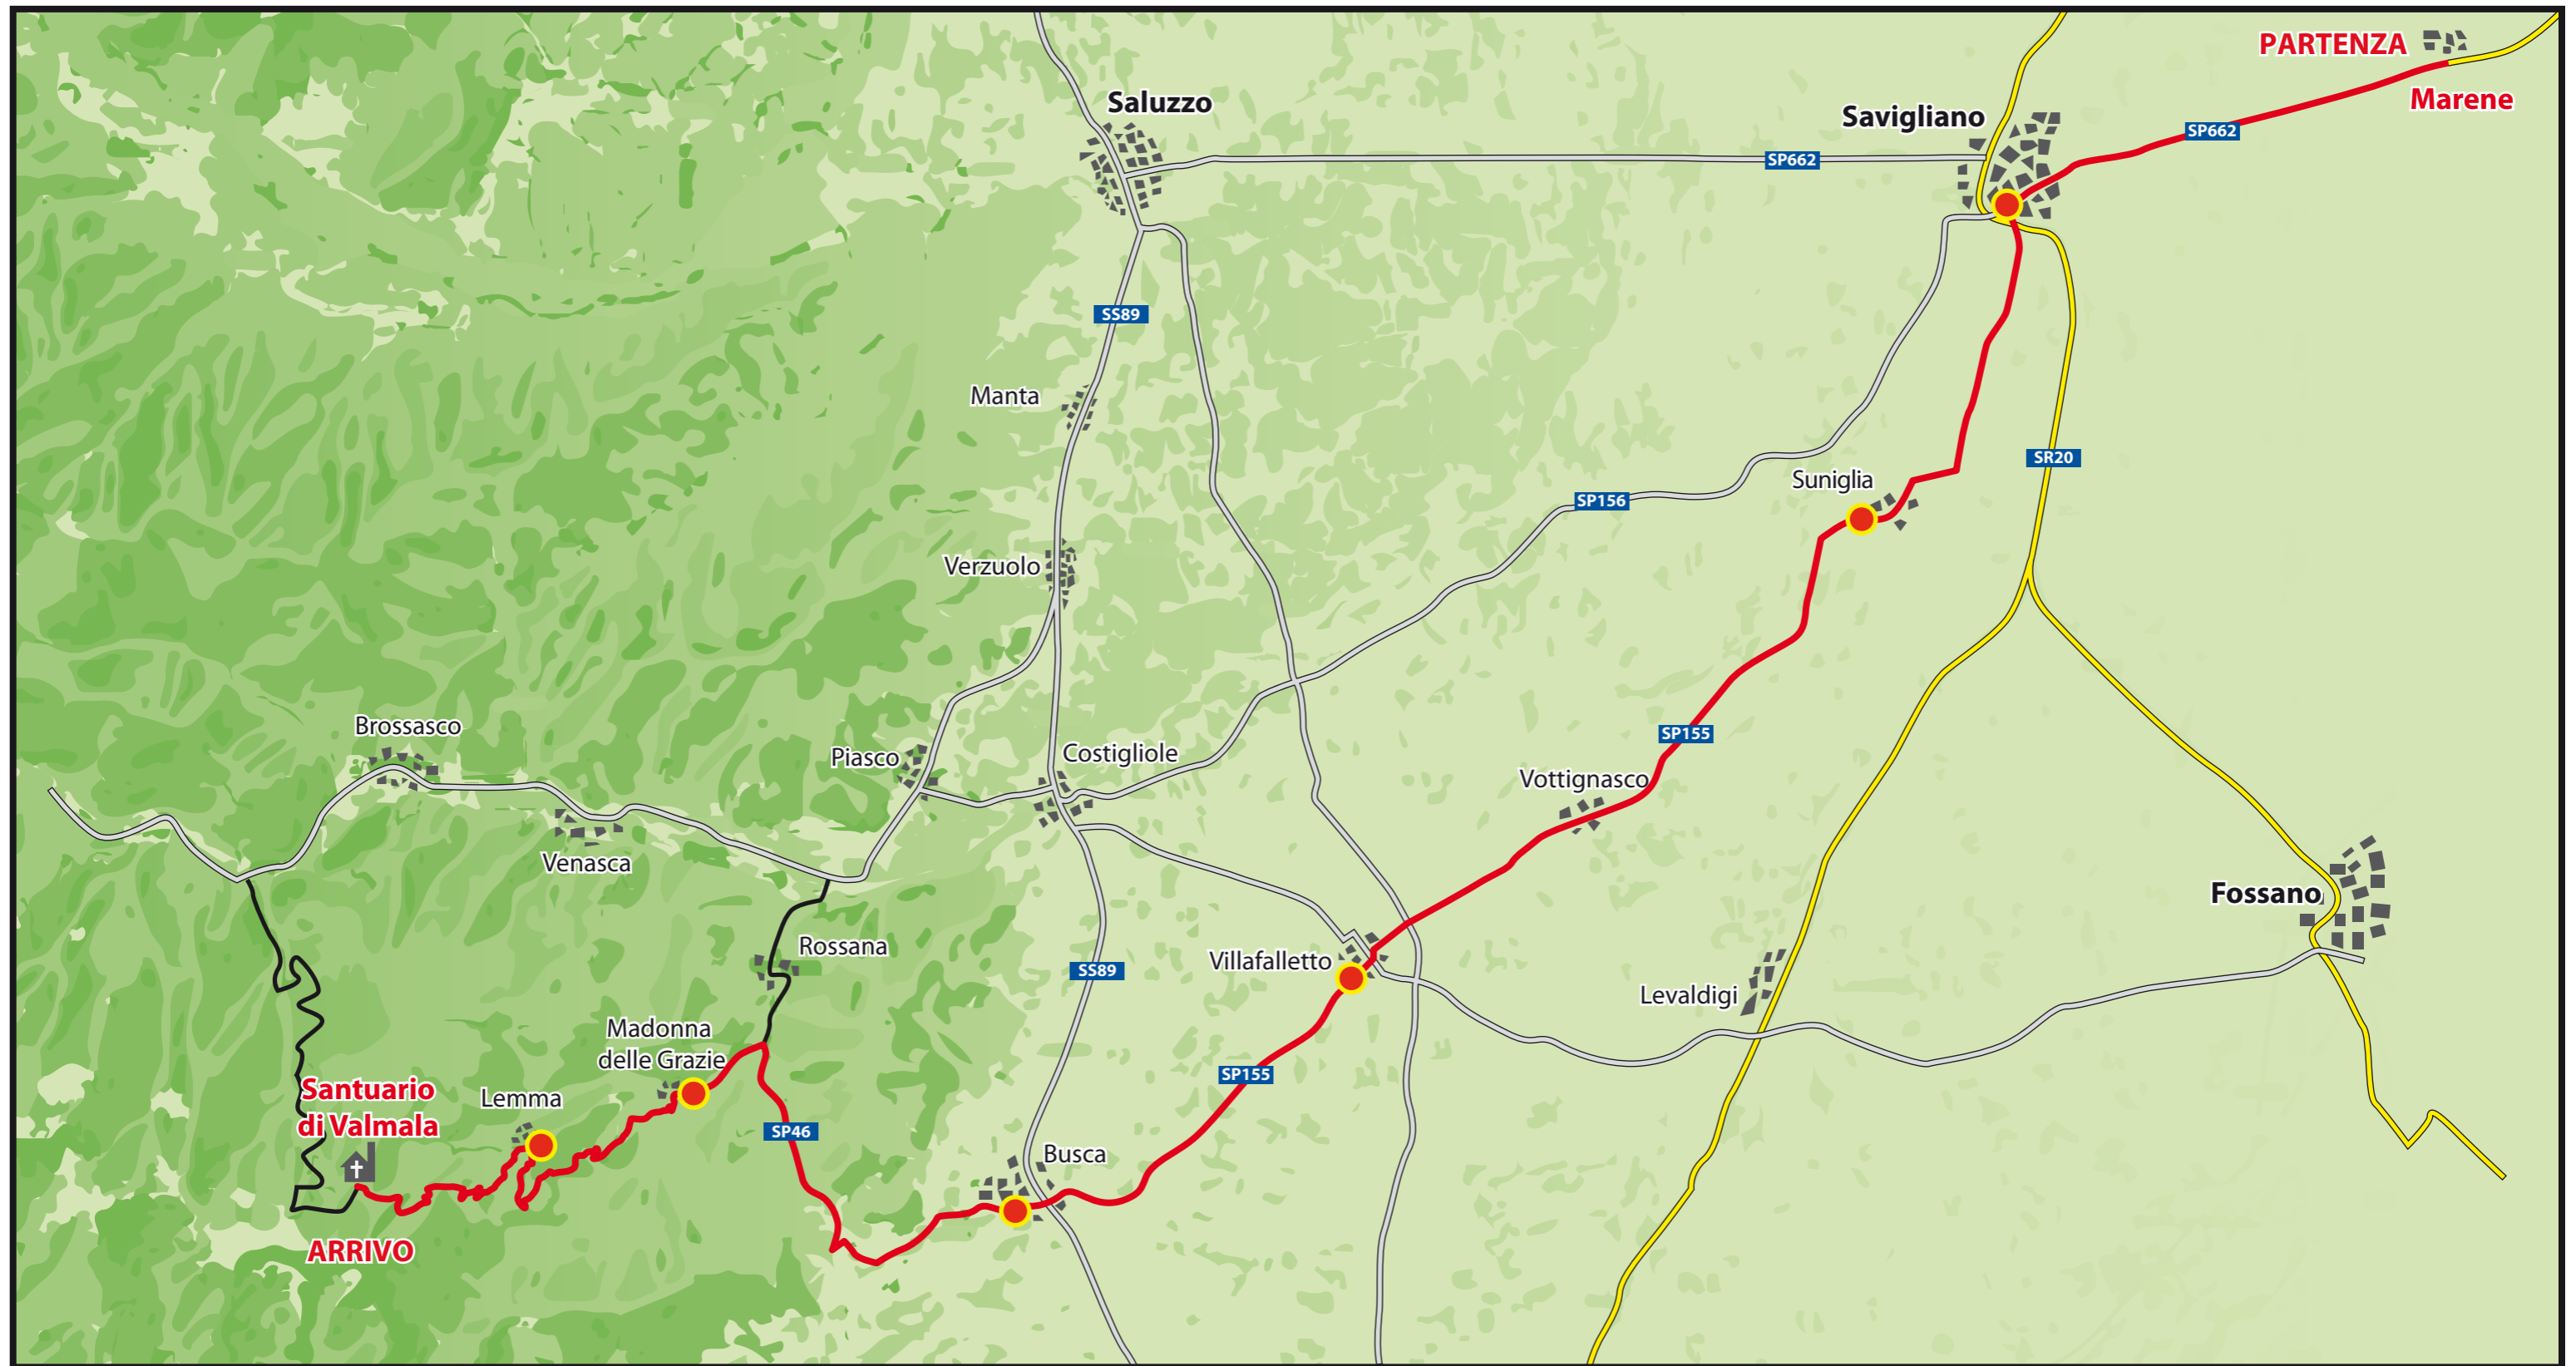 PARTENZA
Marene
Saluzzo
Savigliano
SP662
SP662
SS89
Manta
SR20
Suniglia
SP156
Verzuolo
Brossasco
SP155
Piasco
Costigliole
Vottignasco
Venasca
Fossano
Rossana
Villafalletto
SS89
Levaldigi
Madonna
delle Grazie
SP155
Santuario
di Valmala
Lemma
SP46
Busca
ARRIVO